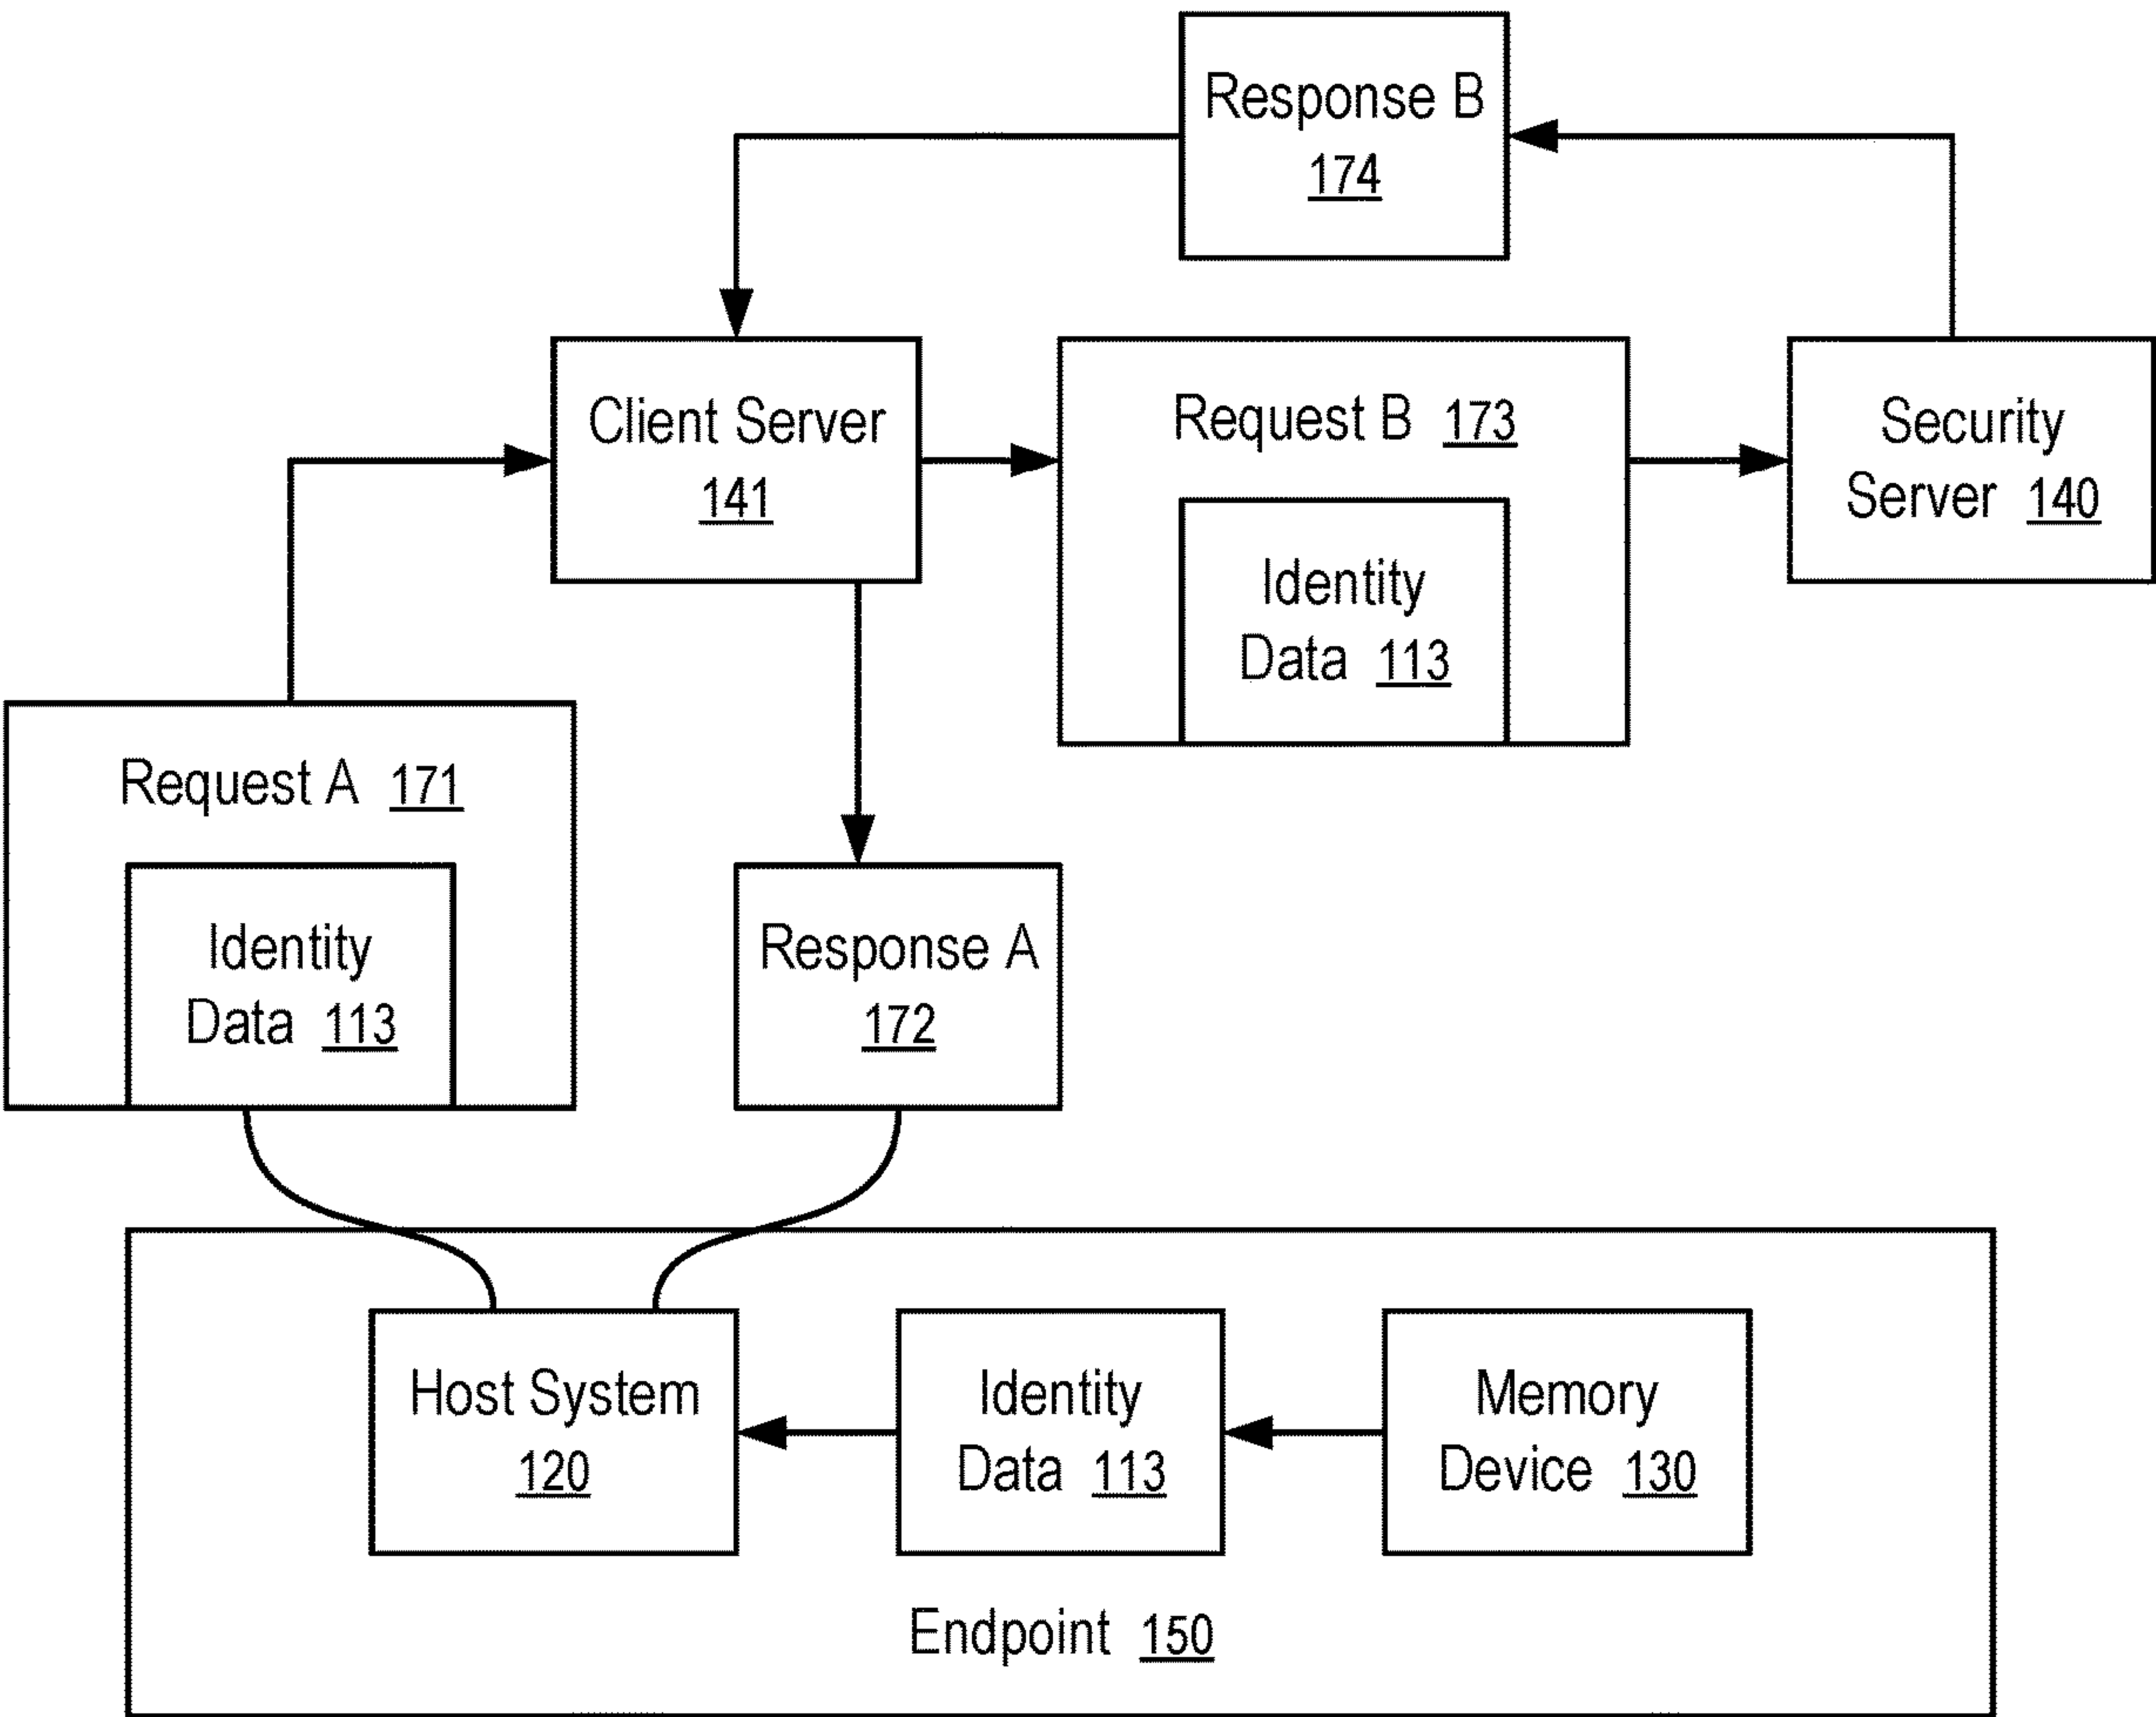 Response B
174
Client Server
141
Request B 173
Identity
Data 113
Security
Server 140
Request A 171
Identity
Data 113
Response A
172
Host System
120
Identity
Data 113
Memory
Device 130
Endpoint 150